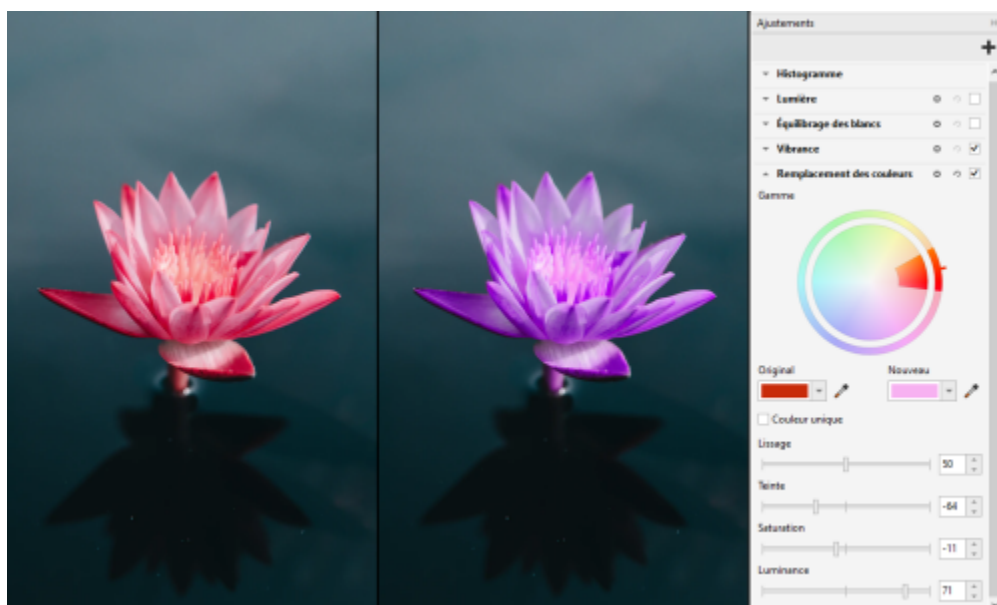 Ajustements
Histogramme
Lumière
Équilibrage des blancs
Vibrance
Remplacement des couleurs
Gamme
Original Nouveau
Couleur unique
Lissage
50
Teinte
-64
Saturation
-11
Luminance
71